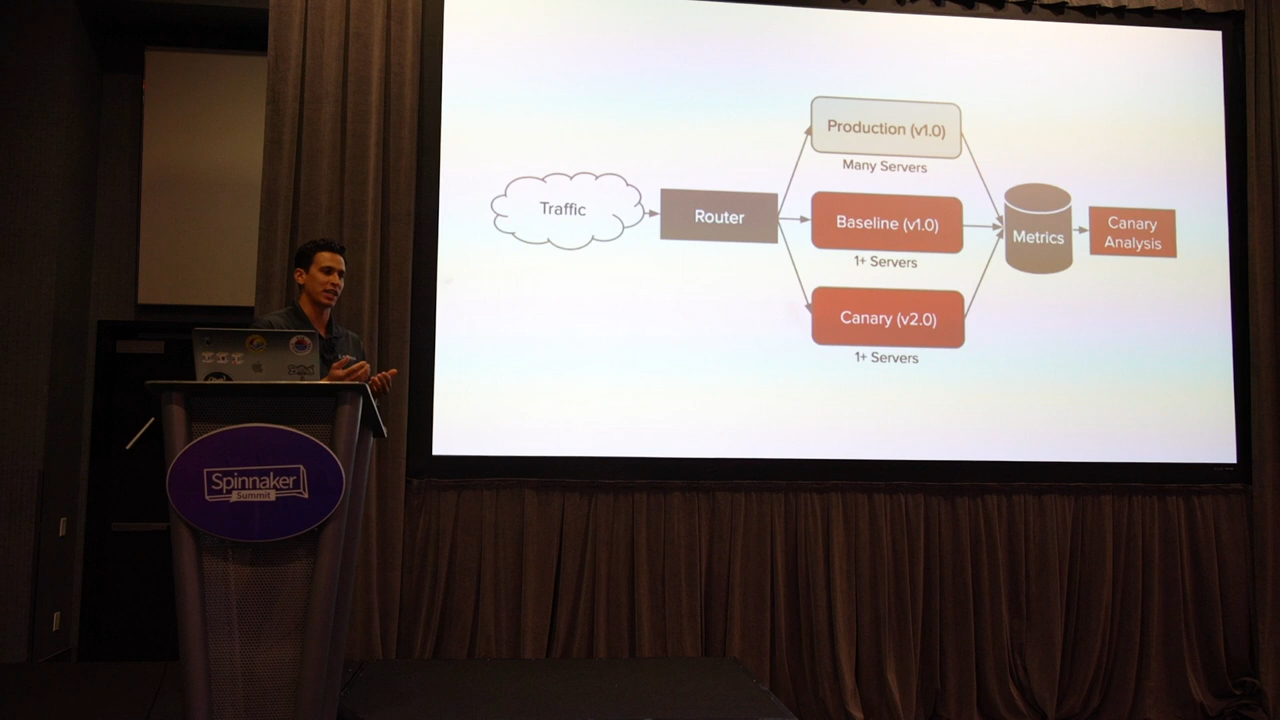 Production (v1.0)
Many Servers
Traffic
Router
Baseline (v1.0)
1+ Servers
Metrics
Canary
Analysis
Canary (v2.0)
1+ Servers
Spinnaker
Summit